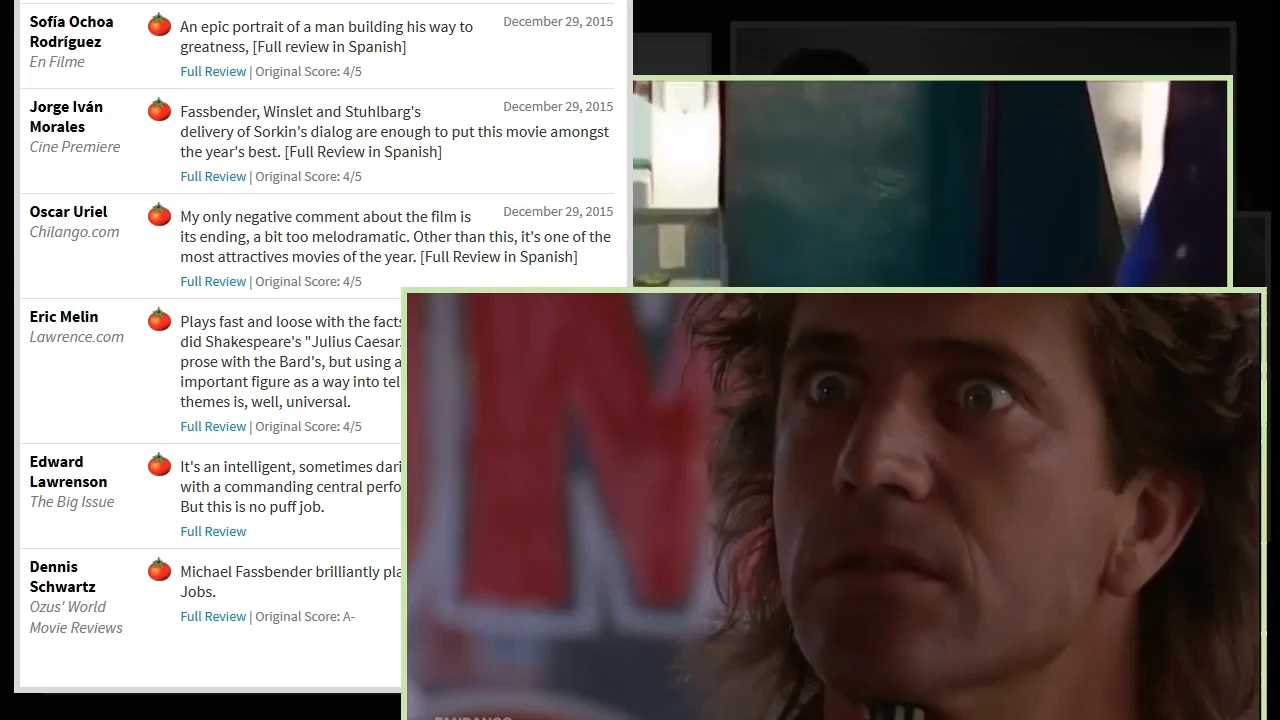 Sofía Ochoa
Rodríguez
En Filme
An epic portrait of a man building his way to
greatness, [Full review in Spanish]
December 29, 2015
Full Review | Original Score: 4/5
Jorge Iván
Morales
Cine Premiere
Fassbender, Winslet and Stuhlbarg's
December 29, 2015
delivery of Sorkin's dialog are enough to put this movie amongst
the year's best. [Full Review in Spanish]
Full Review | Original Score: 4/5
Oscar Uriel
Chilango.com
My only negative comment about the film is
December 29, 2015
its ending, a bit too melodramatic. Other than this, it's one of the
most attractives movies of the year. [Full Review in Spanish]
Full Review | Original Score: 4/5
Eric Melin
Lawrence.com
Plays fast and loose with the facts
did Shakespeare's "Julius Caesar.
prose with the Bard's, but using a
important figure as a way into tel
themes is, well, universal.
Full Review | Original Score: 4/5
Edward
Lawrenson
The Big Issue
It's an intelligent, sometimes dari
with a commanding central perfo
But this is no puff job.
Full Review
Dennis
Schwartz
Ozus' World
Movie Reviews
Michael Fassbender brilliantly pla
Jobs.
Full Review | Original Score: A-
FANDANGO